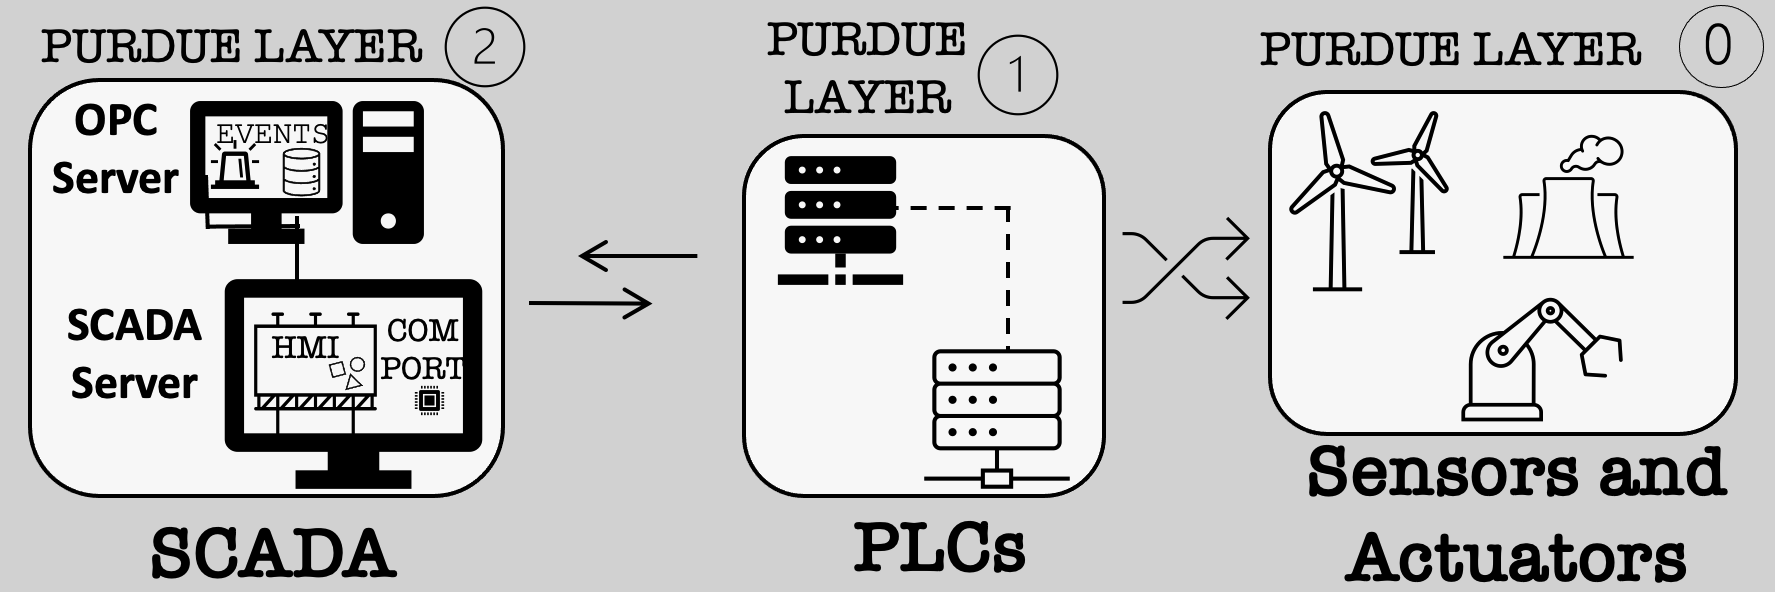 PURDUE LAYER 2
OPC
Server
EVENTS
SCADA
Server
HMI
COM
PORT
SCADA
PURDUE
LAYER 1
PLCs
PURDUE LAYER 0
Sensors and
Actuators